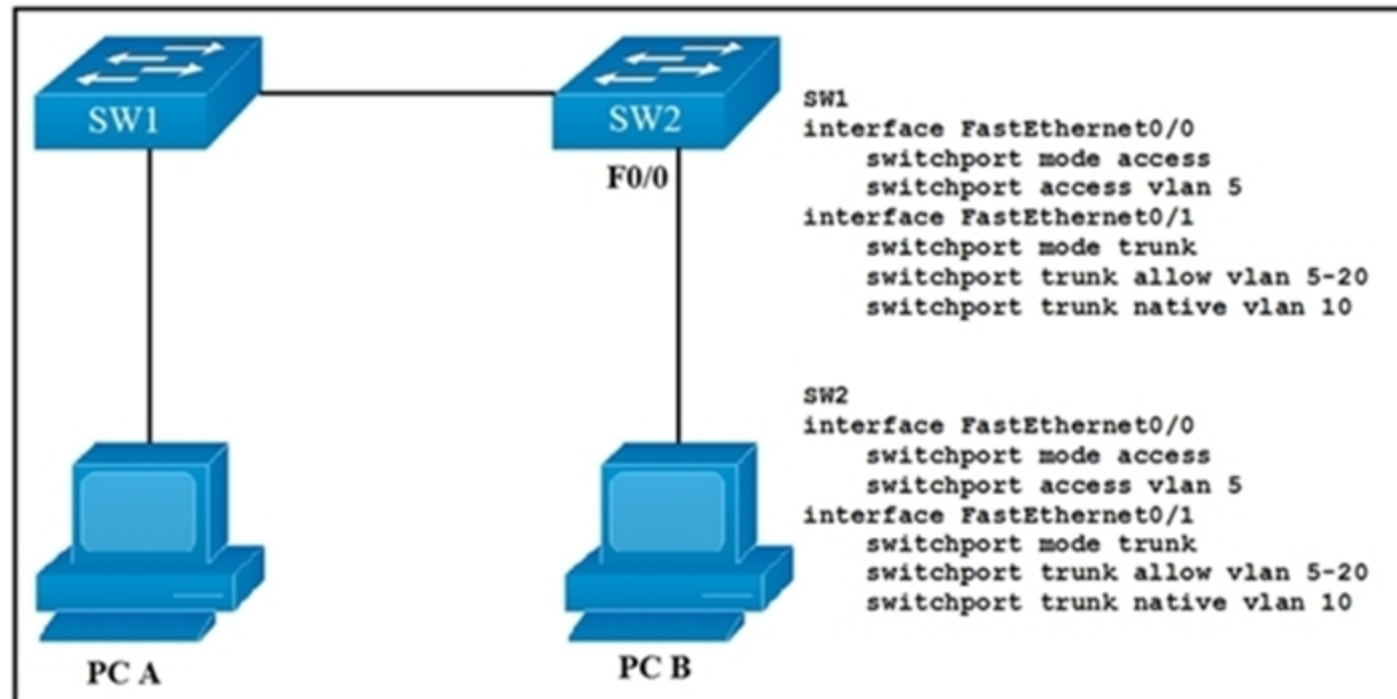 SW1
SW2
F0/0
PC A
PC B
SW1
interface FastEthernet0/0
switchport mode access
switchport access vlan 5
interface FastEthernet0/1
switchport mode trunk
switchport trunk allow vlan 5-20
switchport trunk native vlan 10
SW2
interface FastEthernet0/0
switchport mode access
switchport access vlan 5
interface FastEthernet0/1
switchport mode trunk
switchport trunk allow vlan 5-20
switchport trunk native vlan 10